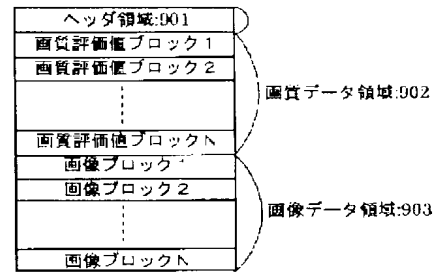 ヘッダ領域:901
画質評価値ブロック1
画質評価値ブロック2
画質データ領域:902
画質評価値ブロックN
画像ブロック1
画像ブロック2
画像データ領域:903
画像ブロックN